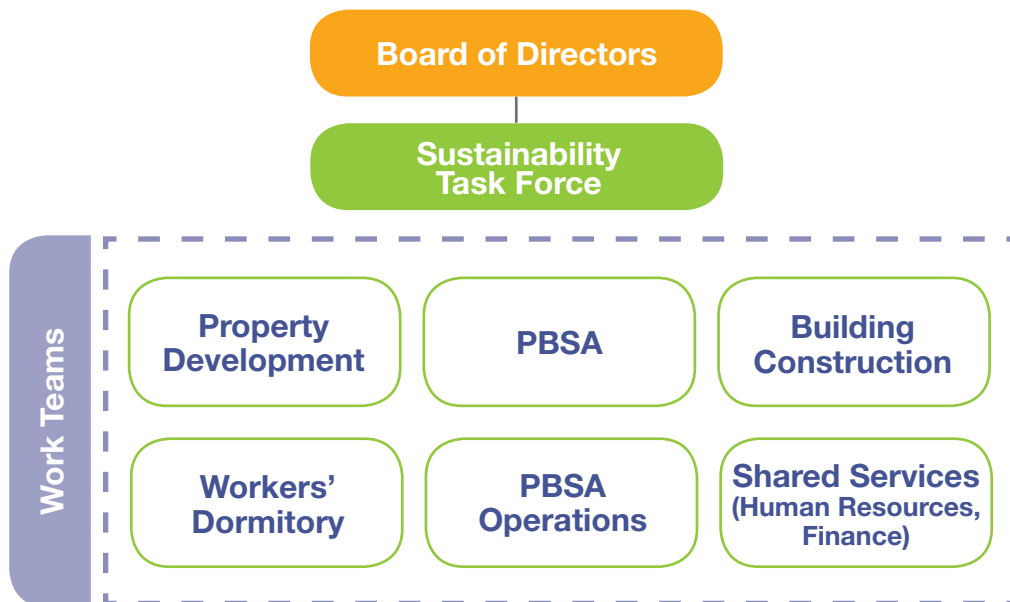 Board of Directors
Sustainability
Task Force
Work Teams
Property
Development
PBSA
Building
Construction
Workers’
Dormitory
PBSA
Operations
Shared Services
(Human Resources,
Finance)